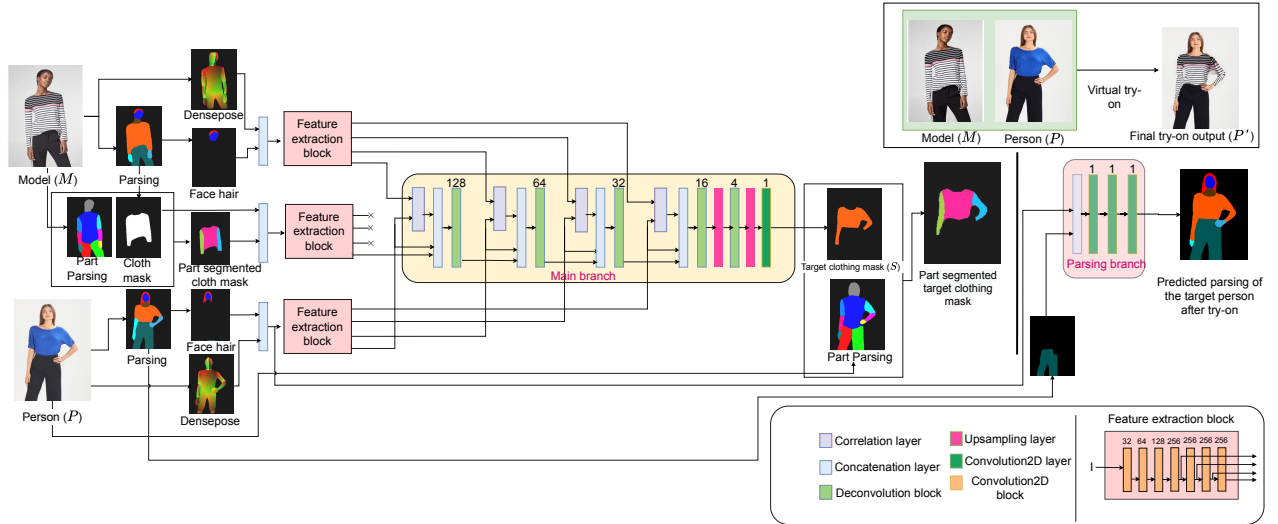 Model (M)
Person (P)
Virtual try-
on
Final try-on output (P′)
Densepose
Model (M)
Parsing
Face hair
Feature
extraction
block
Part
Parsing
Cloth
mask
Part segmented
cloth mask
Feature
extraction
block
×
×
×
128
64
32
16
4
1
Main branch
Target clothing mask (S)
Part Parsing
Part segmented
target clothing
mask
1
1
1
Parsing branch
Predicted parsing of
the target person
after try-on
Person (P)
Parsing
Face hair
Densepose
Feature
extraction
block
Correlation layer
Concatenation layer
Deconvolution block
Upsampling layer
Convolution2D layer
Convolution2D
block
Feature extraction block
I
32
64
128
256
256
256
256